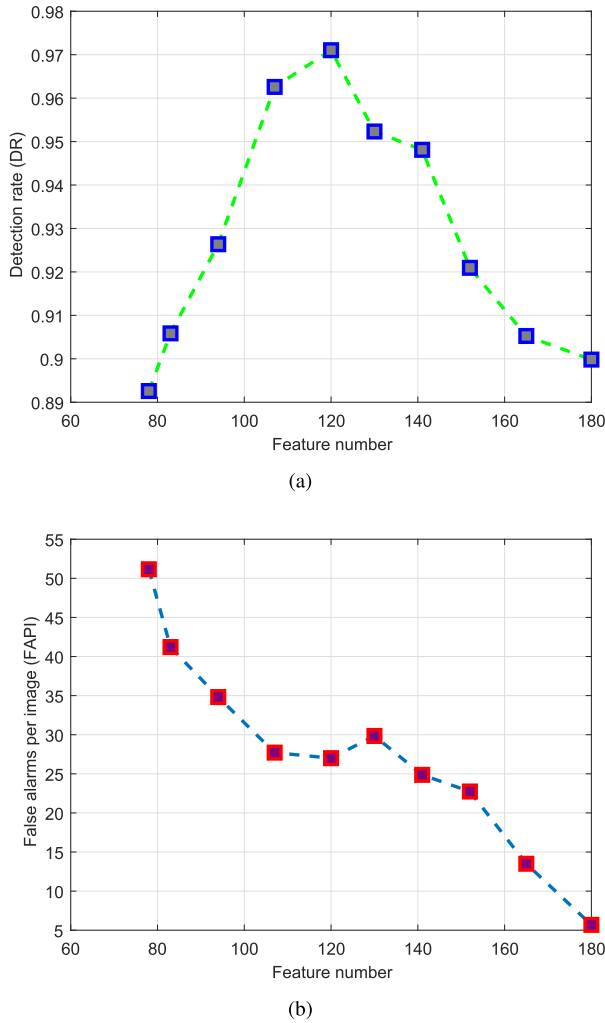 0.98
0.97
0.96
0.95
0.94
0.93
0.92
0.91
0.9
0.89
Detection rate (DR)
60 80 100 120 140 160 180
Feature number
(a)
55
50
45
40
35
30
25
20
15
10
5
False alarms per image (FAPI)
60 80 100 120 140 160 180
Feature number
(b)